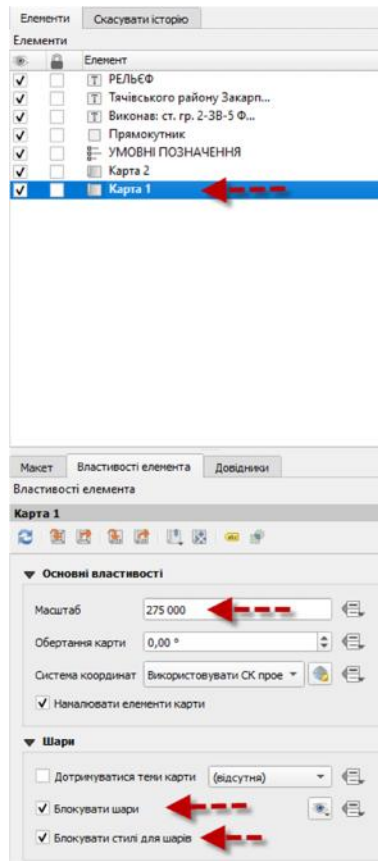 Елементи Скасувати історію
Елементи
Елемент
РЕЛЬЄФ
Тячівського району Закарп...
Виконав: ст. гр. 2-ЗВ-5 Ф...
Прямокутник
УМОВНІ ПОЗНАЧЕННЯ
Карта 2
Карта 1
Макет Властивості елемента Довідники
Властивості елемента
Карта 1
Основні властивості
Масштаб 275 000
Обертання карти 0,00 °
Система координат Використовувати СК прое
Намалювати елементи карти
Шари
Дотримуватися теми карти (відсутня)
Блокувати шари
Блокувати стилі для шарів